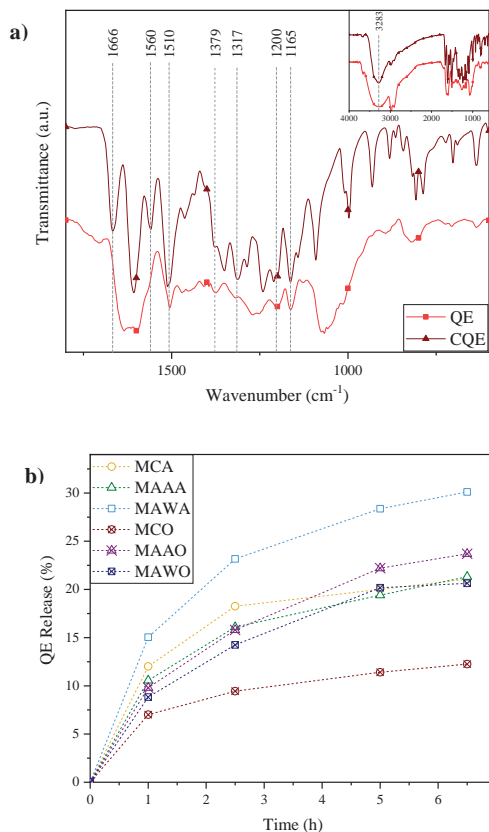 a)
1666
1560
1510
1379
1317
1200
1165
3283
4000 3000 2000 1000
Transmittance (a.u.)
QE
CQE
1500 1000
Wavenumber (cm⁻¹)
b)
MCA
MAAA
MAWA
MCO
MAAO
MAWO
30
25
20
15
10
5
0
QE Release (%)
0 1 2 3 4 5 6
Time (h)